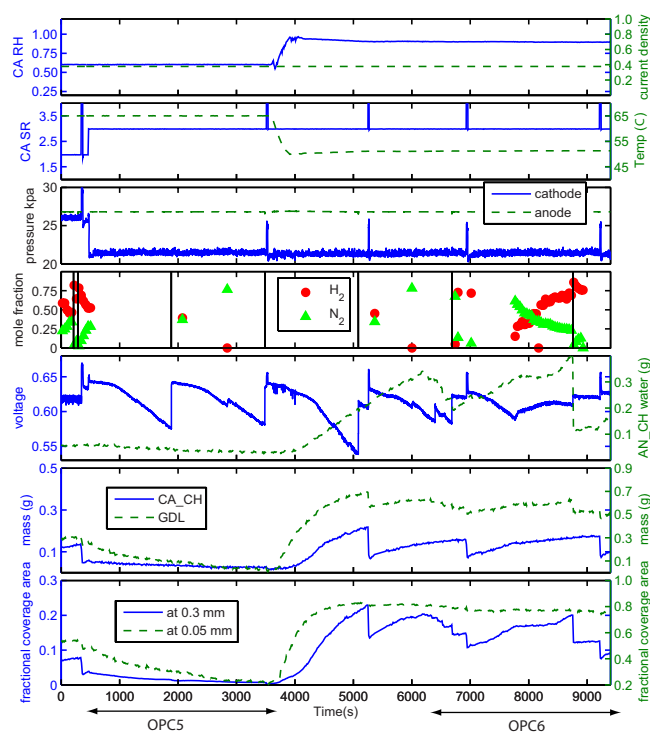 CA RH
1.00
0.75
0.50
0.25
1.0
0.8
0.6
0.4
0.2
0.0
current density
CA SR
3.5
2.5
1.5
65
55
45
Temp (C)
pressure kpa
30
25
20
cathode
anode
mole fraction
0.75
0.50
0.25
0
H2
N2
voltage
0.65
0.60
0.55
0.3
0.2
0.1
0
AN_CH water (g)
mass (g)
0.5
0.3
0.1
CA_CH
GDL
0.9
0.7
0.5
0.3
0.1
mass (g)
fractional coverage area
0.3
0.2
0.1
0
at 0.3 mm
at 0.05 mm
1.0
0.8
0.6
0.4
0.2
fractional coverage area
0 1000 2000 3000 4000 5000 6000 7000 8000 9000
Time(s)
OPC5 OPC6